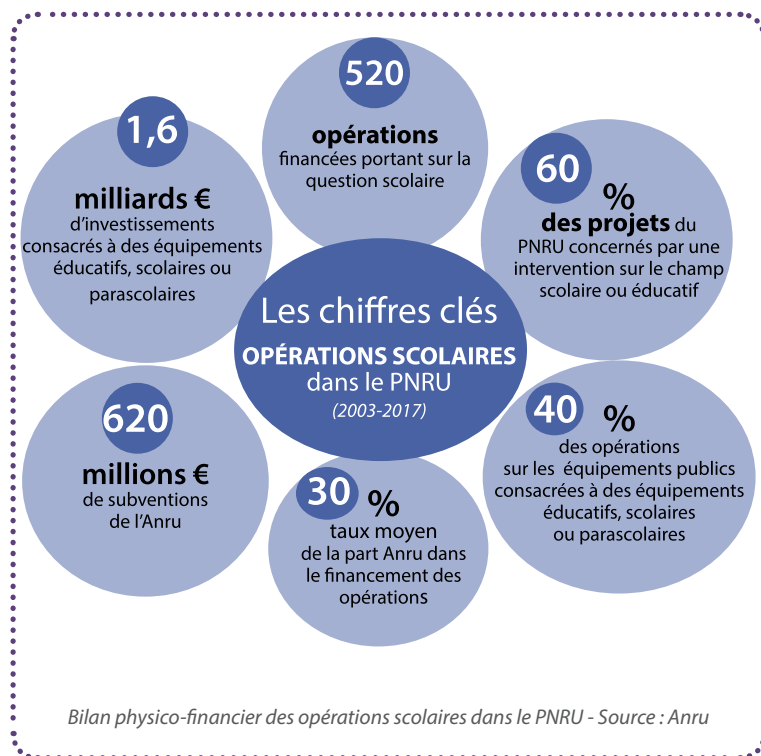 520
opérations
financées portant sur la
question scolaire
1,6
milliards €
d’investissements
consacrés à des équipements
éducatifs, scolaires ou
parascolaires
60
%
des projets du
PNRU concernés par une
intervention sur le champ
scolaire ou éducatif
Les chiffres clés
OPÉRATIONS SCOLAIRES
dans le PNRU
(2003-2017)
620
millions €
de subventions
de l’Anru
30 %
taux moyen
de la part Anru dans
le financement des
opérations
40 %
des opérations
sur les équipements publics
consacrées à des équipements
éducatifs, scolaires
ou parascolaires
Bilan physico-financier des opérations scolaires dans le PNRU - Source : Anru